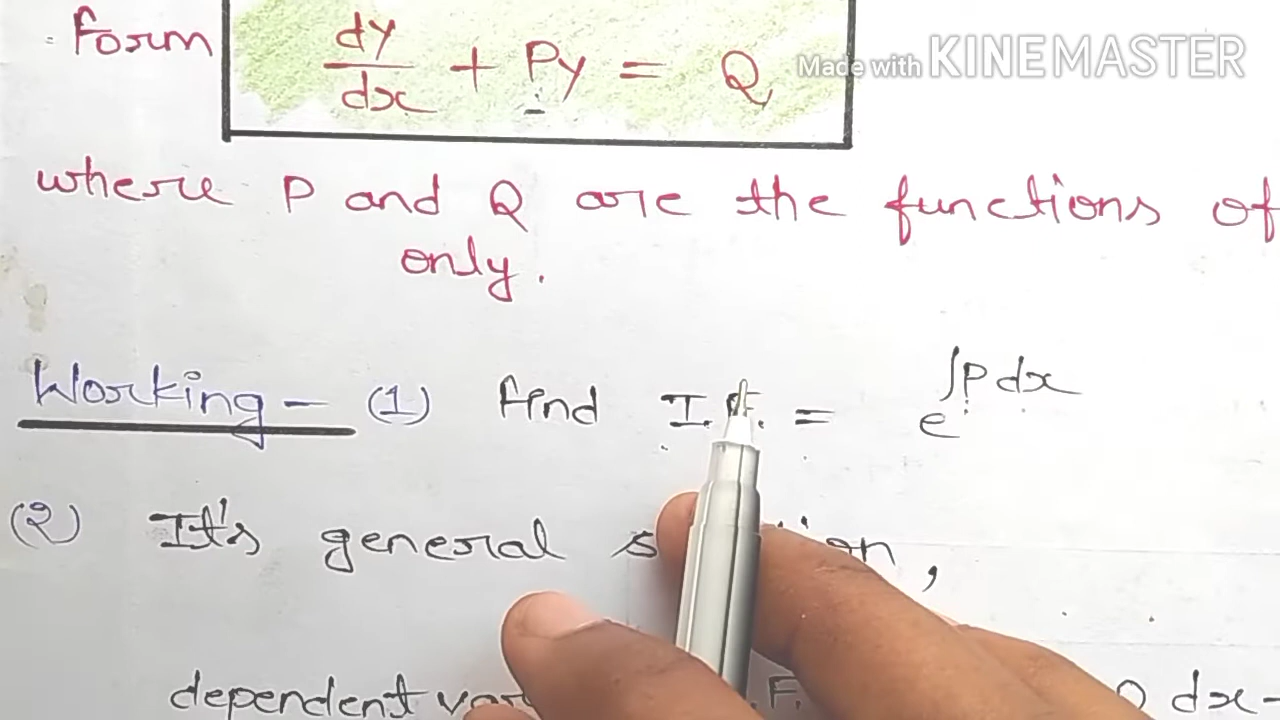 Form dy/dx + Py = Q
Made with KINEMASTER
where P and Q are the functions of
only.
Working - (1) find I.F. = e^∫P dx
(2) It's general ,
dependent .F. Q dx-